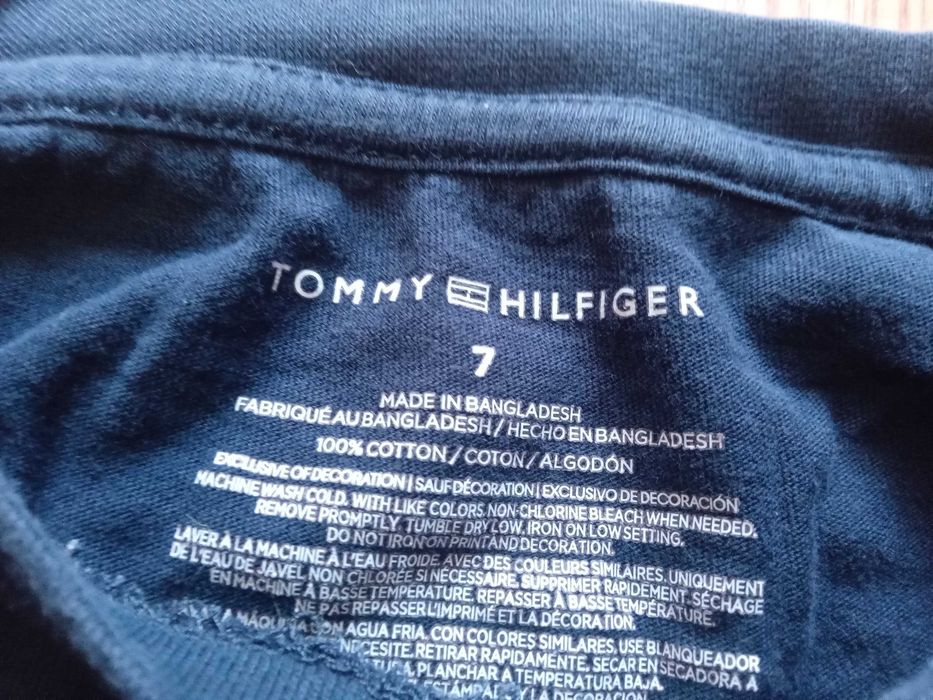 TOMMY HILFIGER
7
MADE IN BANGLADESH
FABRIQUÉ AU BANGLADESH / HECHO EN BANGLADESH
100% COTTON / COTON / ALGODÓN
EXCLUSIVE OF DECORATION | SAUF DÉCORATION | EXCLUSIVO DE DECORACIÓN
MACHINE WASH COLD. WITH LIKE COLORS. NON-CHLORINE BLEACH WHEN NEEDED.
REMOVE PROMPTLY. TUMBLE DRY LOW. IRON ON LOW SETTING.
DO NOT IRON ON PRINT AND DECORATION.
LAVER À LA MACHINE À L'EAU FROIDE. AVEC DES COULEURS SIMILAIRES. UNIQUEMENT
DE L'EAU DE JAVEL NON CHLORÉE SI NÉCESSAIRE. SUPPRIMER RAPIDEMENT. SÉCHAGE
EN MACHINE À BASSE TEMPÉRATURE. REPASSER À BASSE TEMPÉRATURE.
NE PAS REPASSER L'IMPRIMÉ ET LA DÉCORATION.
A MÁQUINA CON AGUA FRIA. CON COLORES SIMILARES. USE BLANQUEADOR
NECESITE. RETIRAR RAPIDAMENTE. SECAR EN SECADORA A
PLANCHAR A TEMPERATURA BAJA.
Y LA DECORACION